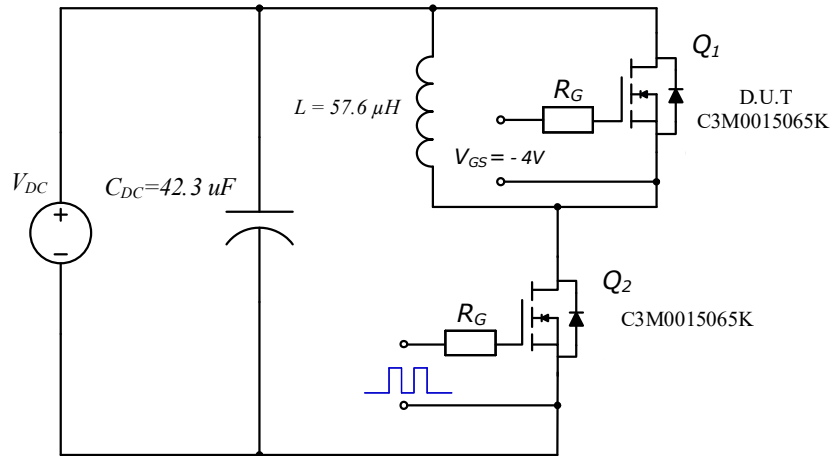 Q1
D.U.T
C3M0015065K
RG
L = 57.6 µH
VGS = - 4V
VDC
+
−
CDC=42.3 uF
Q2
C3M0015065K
RG